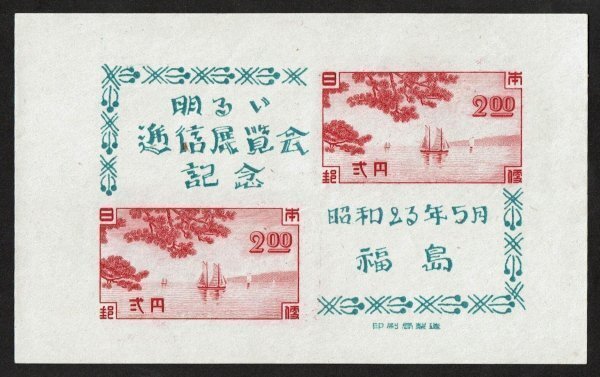 明るい
逓信展覧会
記念
日本
2.00
弐円
郵便
昭和23年5月
福島
日本
2.00
弐円
郵便
印刷局製造